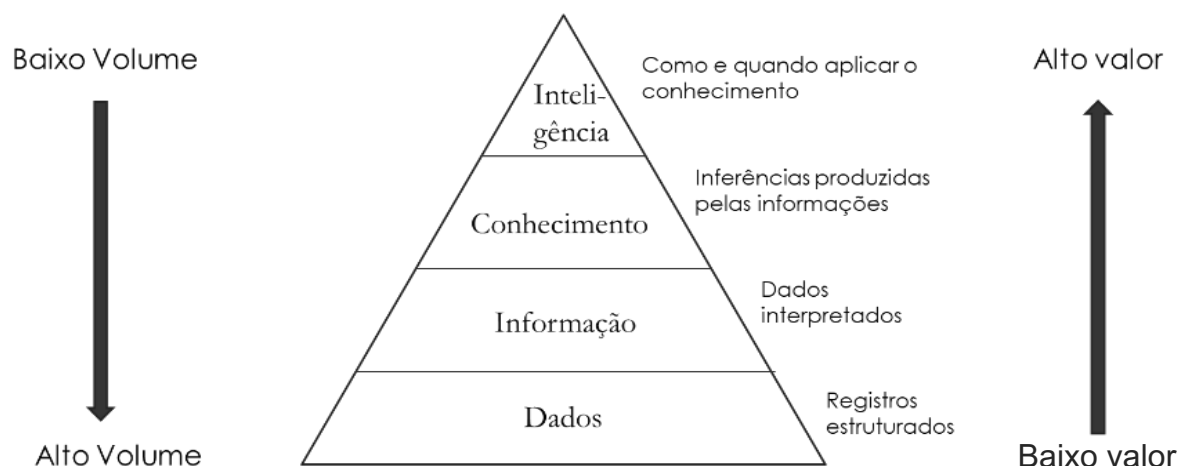 Baixo Volume
Alto valor
Como e quando aplicar o
conhecimento
Inteli-
gência
Inferências produzidas
pelas informações
Conhecimento
Dados
interpretados
Informação
Registros
estruturados
Dados
Alto Volume
Baixo valor